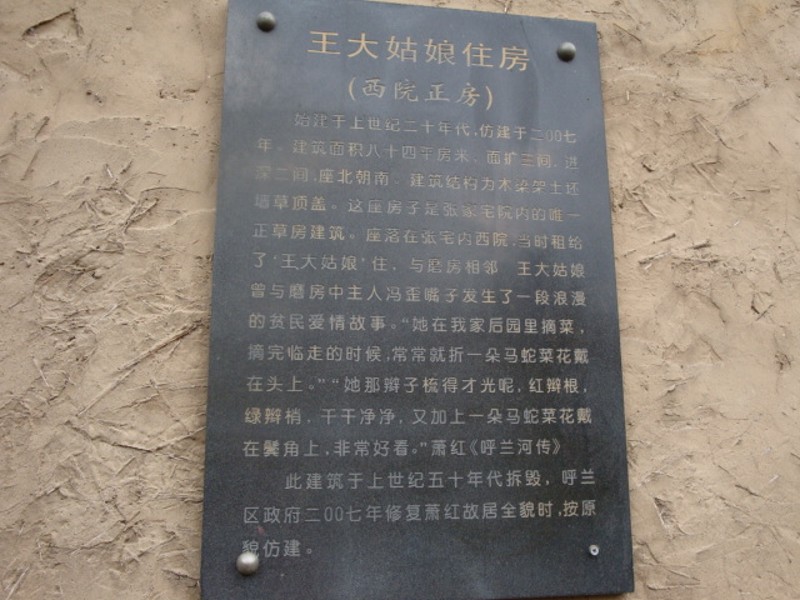 王大姑娘住房
(西院正房)
始建于上世纪二十年代,仿建于二00七
年。建筑面积八十四平房米,面扩三间,进
深二间,座北朝南。建筑结构为木梁架土坯
墙草顶盖。这座房子是张家宅院内的唯一
正草房建筑。座落在张宅内西院,当时租给
了‘王大姑娘’住,与磨房相邻 王大姑娘
曾与磨房中主人冯歪嘴子发生了一段浪漫
的贫民爱情故事。“她在我家后园里摘菜,
摘完临走的时候,常常就折一朵马蛇菜花戴
在头上。”“她那辫子梳得才光呢,红辫根,
绿辫梢,干干净净,又加上一朵马蛇菜花戴
在鬓角上,非常好看。”萧红《呼兰河传》
此建筑于上世纪五十年代拆毁,呼兰
区政府二00七年修复萧红故居全貌时,按原
貌仿建。